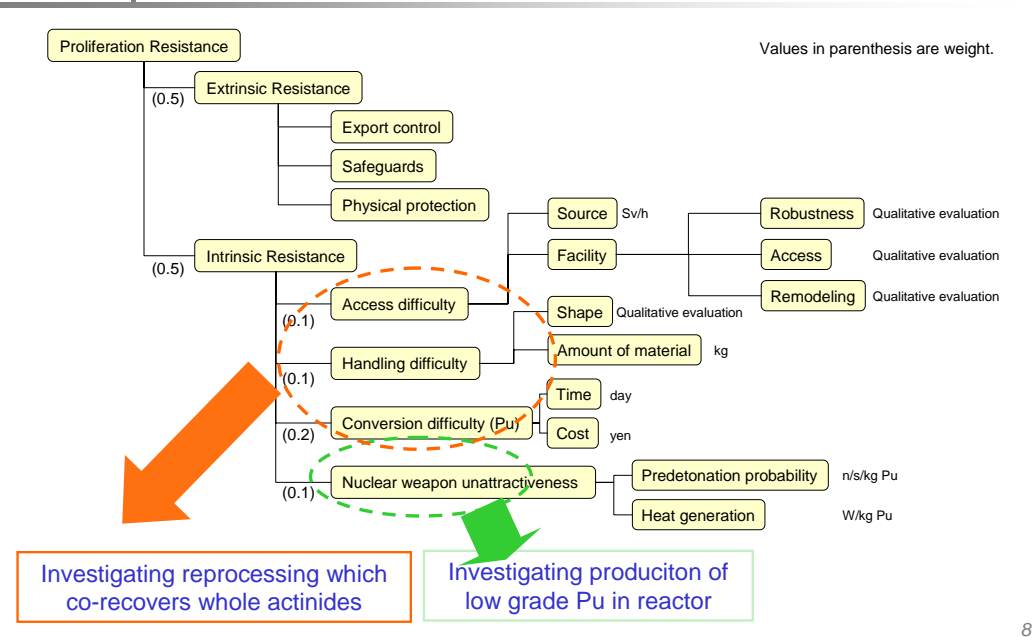 Proliferation Resistance
Values in parenthesis are weight.
(0.5)
Extrinsic Resistance
Export control
Safeguards
Physical protection
(0.5)
Intrinsic Resistance
(0.1)
Access difficulty
Source Sv/h
Facility
Robustness Qualitative evaluation
Access Qualitative evaluation
Remodeling Qualitative evaluation
(0.1)
Handling difficulty
Shape Qualitative evaluation
Amount of material kg
(0.2)
Conversion difficulty (Pu)
Time day
Cost yen
(0.1)
Nuclear weapon unattractiveness
Predetonation probability n/s/kg Pu
Heat generation W/kg Pu
Investigating reprocessing which
co-recovers whole actinides
Investigating produciton of
low grade Pu in reactor
8